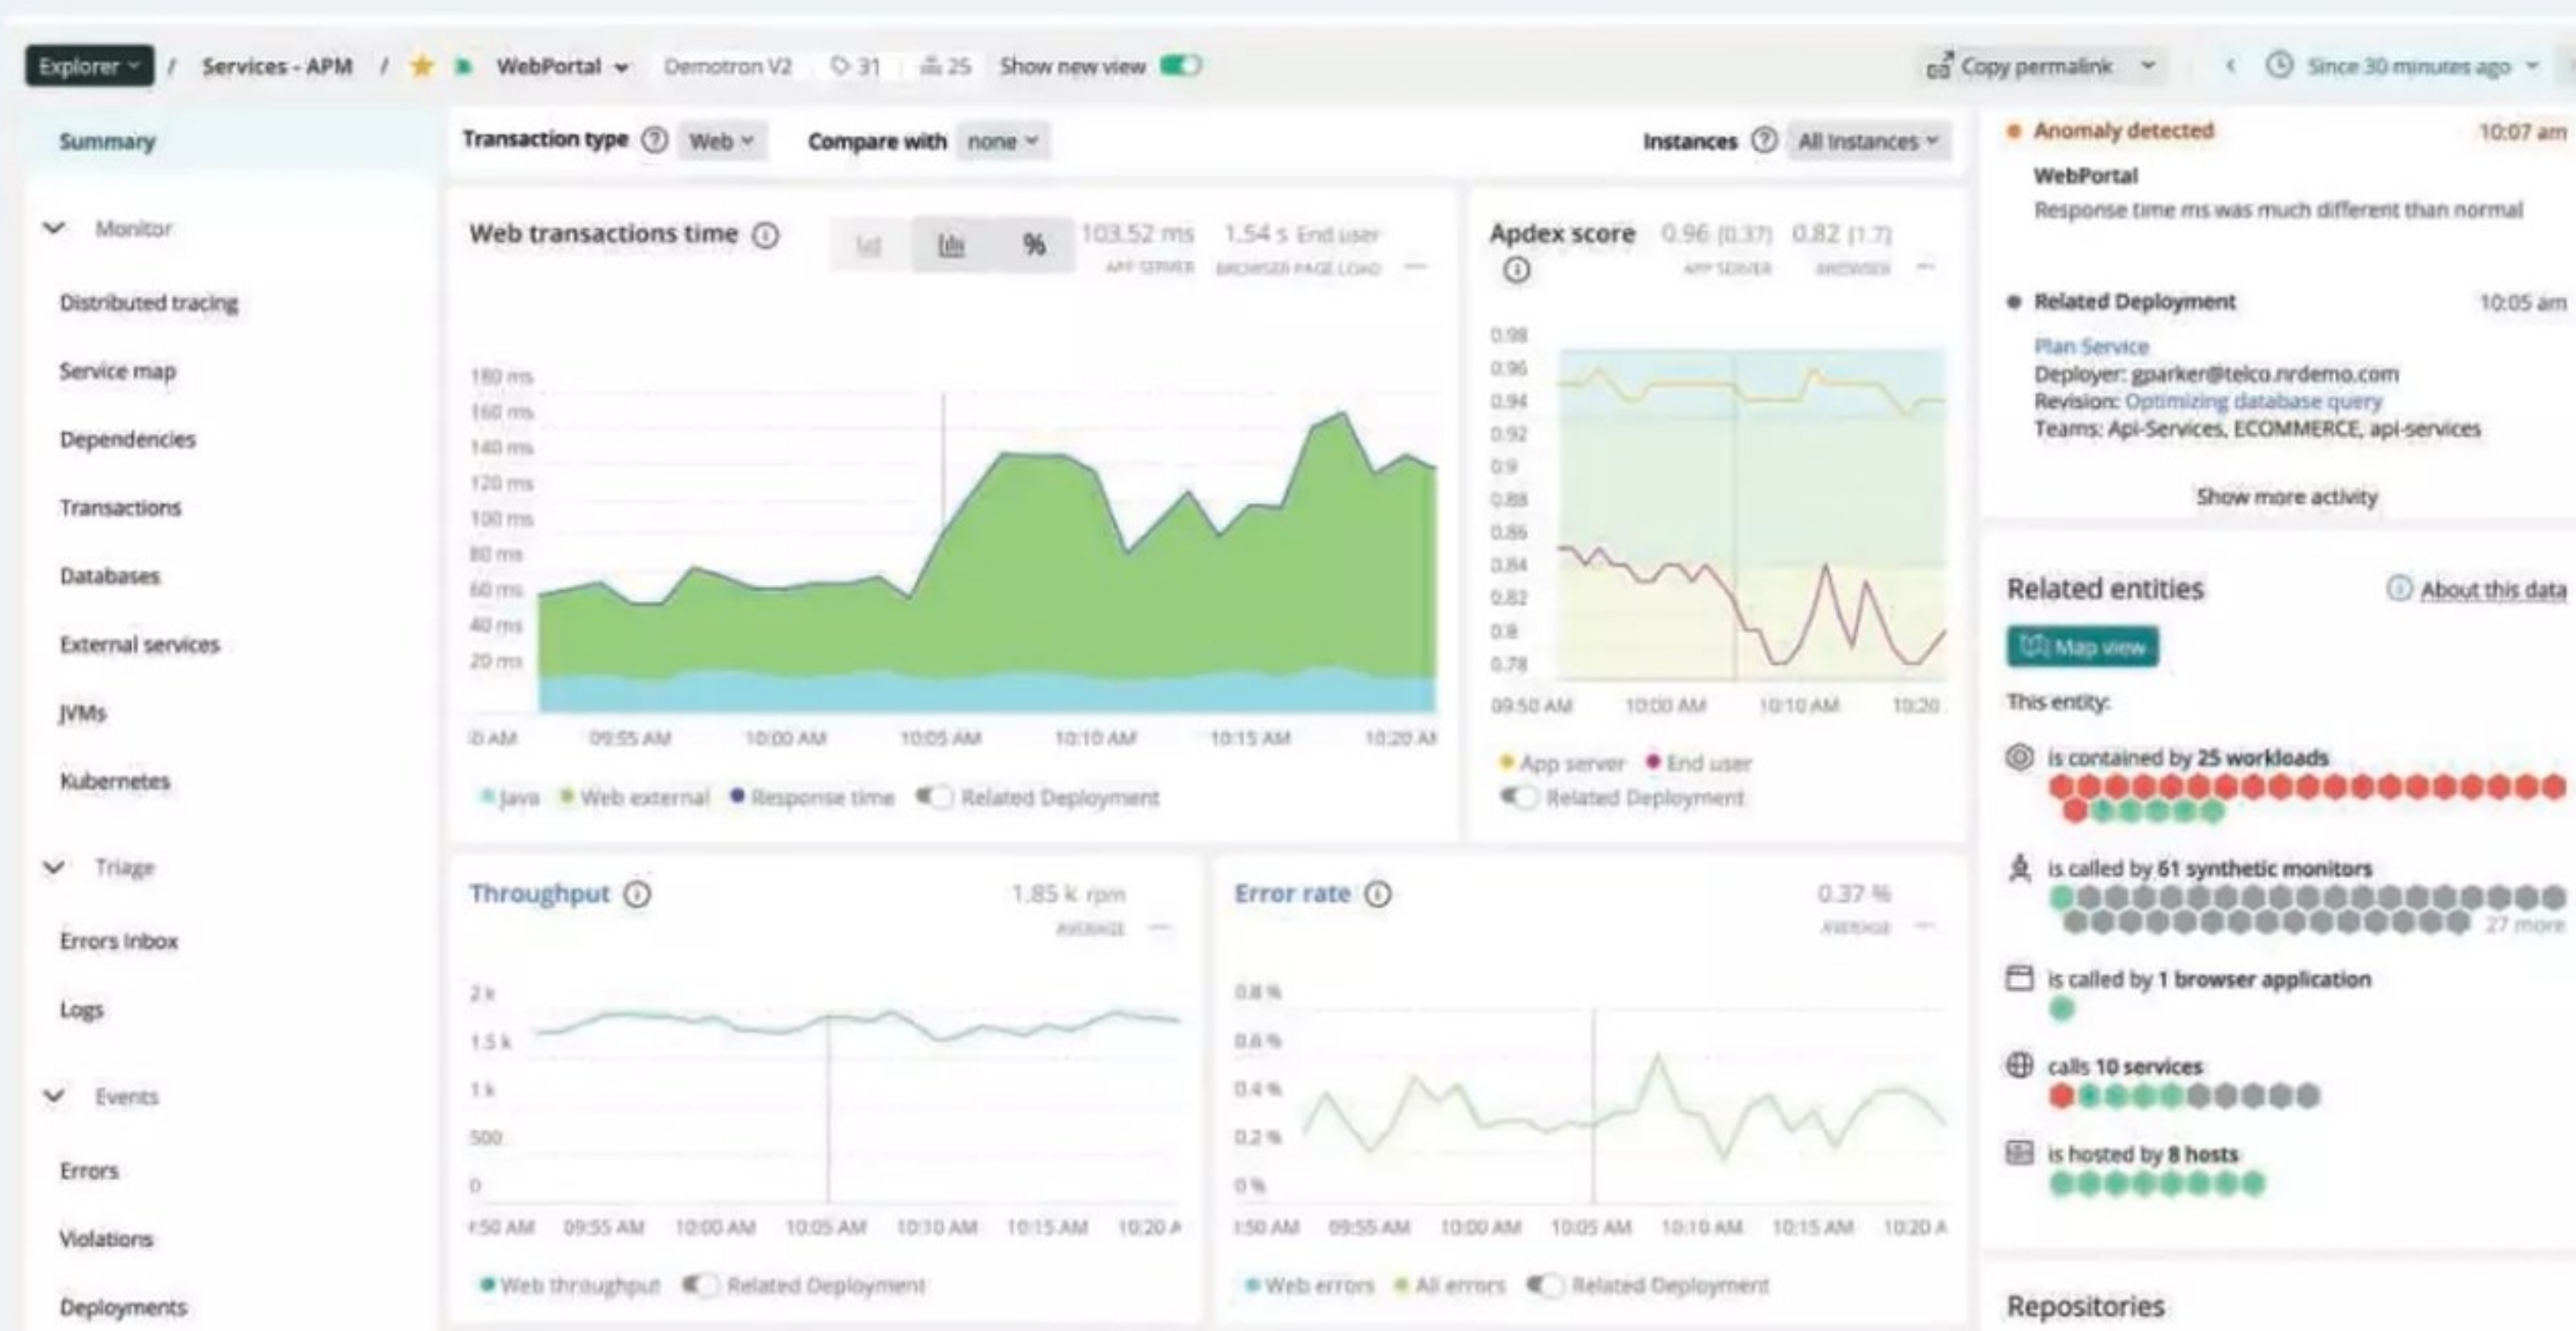 Explorer / Services - APM / WebPortal Demotron V2 31 25 Show new view Copy permalink Since 30 minutes ago
Summary
Monitor
Distributed tracing
Service map
Dependencies
Transactions
Databases
External services
JVMs
Kubernetes
Triage
Errors Inbox
Logs
Events
Errors
Violations
Deployments
Transaction type Web Compare with none Instances All Instances
Web transactions time % 103.52 ms 1.54 s End user
APP SERVER BROWSER PAGE LOAD
180 ms
160 ms
140 ms
120 ms
100 ms
80 ms
60 ms
40 ms
20 ms
09:55 AM 10:00 AM 10:05 AM 10:10 AM 10:15 AM 10:20 AM
Java Web external Response time Related Deployment
Apdex score 0.96 [0.37] 0.82 [1.7]
APP SERVER BROWSER
0.98
0.96
0.94
0.92
0.9
0.88
0.86
0.84
0.82
0.8
0.78
09:50 AM 10:00 AM 10:10 AM 10:20
App server End user
Related Deployment
Throughput 1.85 k rpm
AVERAGE
2 k
1.5 k
1 k
500
0
:50 AM 09:55 AM 10:00 AM 10:05 AM 10:10 AM 10:15 AM 10:20 A
Web throughput Related Deployment
Error rate 0.37 %
AVERAGE
0.8 %
0.6 %
0.4 %
0.2 %
0 %
:50 AM 09:55 AM 10:00 AM 10:05 AM 10:10 AM 10:15 AM 10:20 A
Web errors All errors Related Deployment
Anomaly detected 10:07 am
WebPortal
Response time ms was much different than normal
Related Deployment 10:05 am
Plan Service
Deployer: gparker@telco.nrdemo.com
Revision: Optimizing database query
Teams: Api-Services, ECOMMERCE, api-services
Show more activity
Related entities About this data
Map view
This entity:
is contained by 25 workloads
is called by 61 synthetic monitors
27 more
is called by 1 browser application
calls 10 services
is hosted by 8 hosts
Repositories